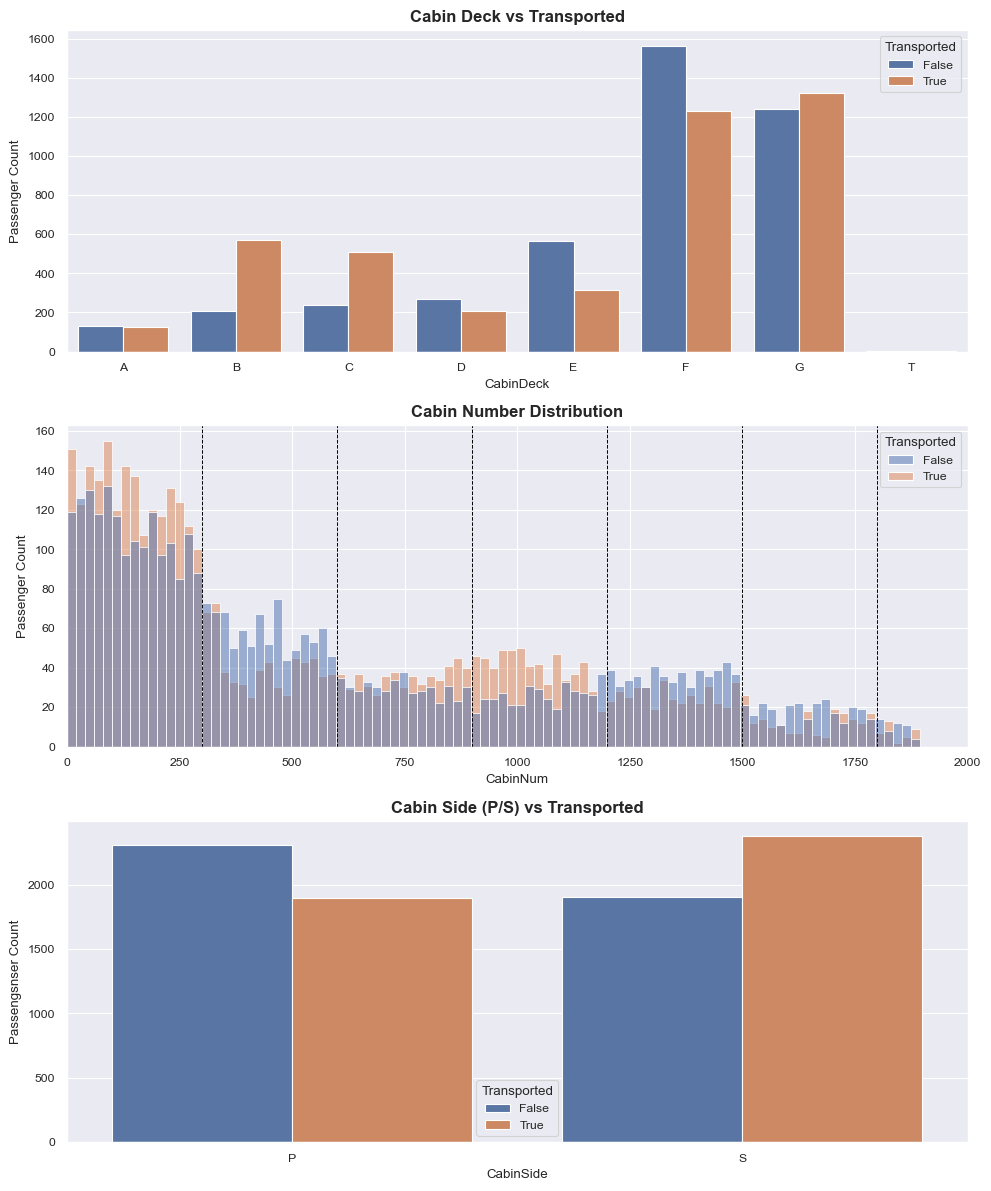 Cabin Deck vs Transported
1600
1400
1200
1000
800
600
400
200
0
Passenger Count
Transported
False
True
A B C D E F G T
CabinDeck
Cabin Number Distribution
160
140
120
100
80
60
40
20
0
Passenger Count
Transported
False
True
0 250 500 750 1000 1250 1500 1750 2000
CabinNum
Cabin Side (P/S) vs Transported
2000
1500
1000
500
0
Passengsnser Count
Transported
False
True
P S
CabinSide